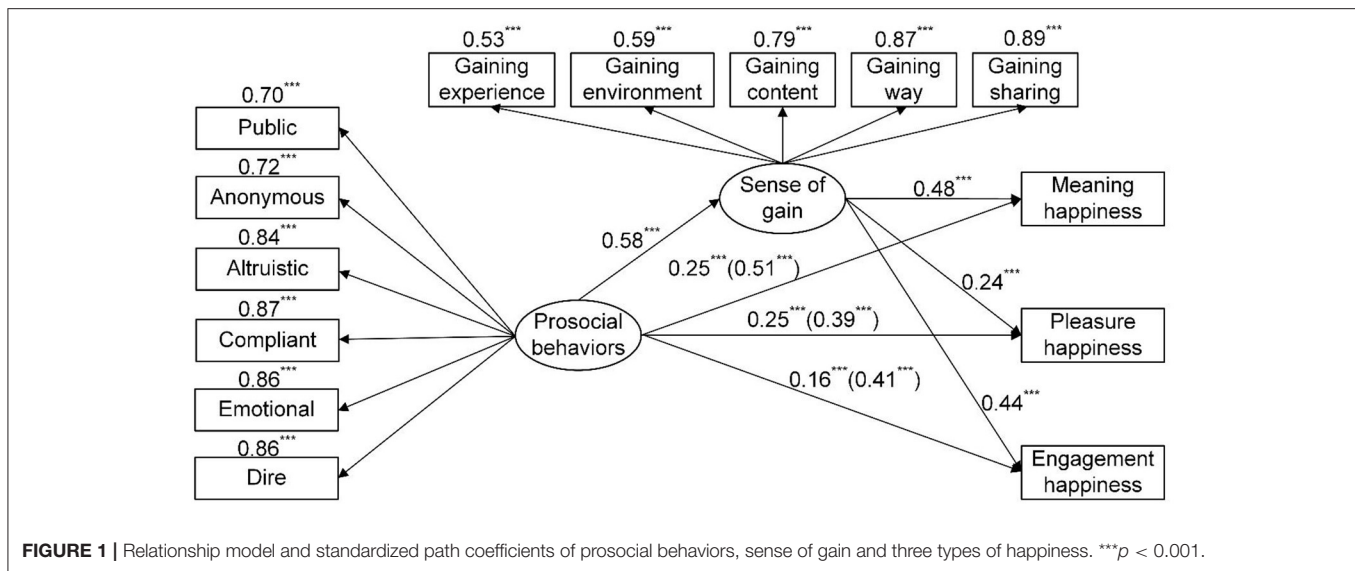 0.53***
Gaining
experience
0.59***
Gaining
environment
0.79***
Gaining
content
0.87***
Gaining
way
0.89***
Gaining
sharing
0.70***
Public
0.72***
Anonymous
0.84***
Altruistic
0.87***
Compliant
0.86***
Emotional
0.86***
Dire
Prosocial
behaviors
Sense of
gain
0.58***
0.48***
0.25***(0.51***)
0.24***
0.25***(0.39***)
0.16***(0.41***)
0.44***
Meaning
happiness
Pleasure
happiness
Engagement
happiness
FIGURE 1 | Relationship model and standardized path coefficients of prosocial behaviors, sense of gain and three types of happiness. ***p < 0.001.